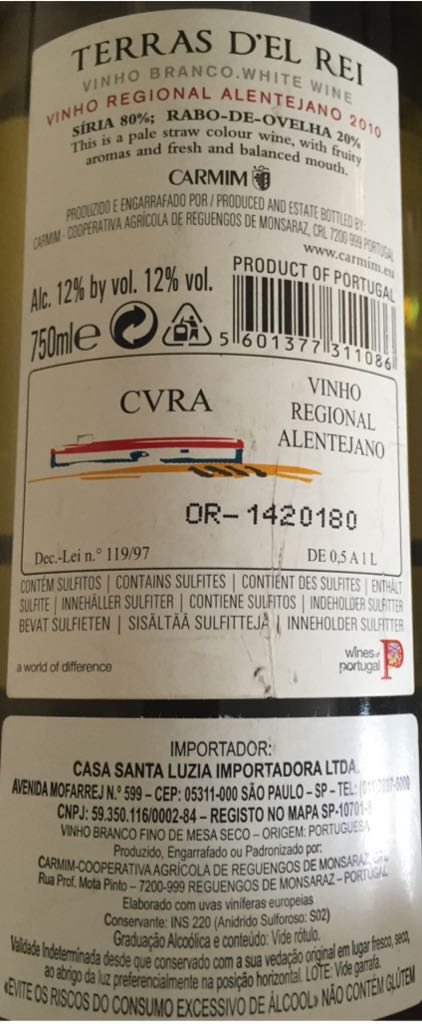 TERRAS D'EL REI
VINHO BRANCO.WHITE WINE
VINHO REGIONAL ALENTEJANO 2010
SÍRIA 80%; RABO-DE-OVELHA 20%
This is a pale straw colour wine, with fruity
aromas and fresh and balanced mouth.
CARMIM
PRODUZIDO E ENGARRAFADO POR / PRODUCED AND ESTATE BOTTLED BY:
CARMIM - COOPERATIVA AGRÍCOLA DE REGUENGOS DE MONSARAZ, CRL 7200-999 PORTUGAL
www.carmim.eu
Alc. 12% by vol. 12% vol.
PRODUCT OF PORTUGAL
750ml e
5 601377 311086
CVRA
VINHO
REGIONAL
ALENTEJANO
OR-1420180
Dec.-Lei n.° 119/97
DE 0,5 A 1 L
CONTÉM SULFITOS | CONTAINS SULFITES | CONTIENT DES SULFITES | ENTHÄLT
SULFITE | INNEHÅLLER SULFITER | CONTIENE SULFITOS | INDEHOLDER SULFITTER
BEVAT SULFIETEN | SISÄLTÄÄ SULFITTEJA | INNEHOLDER SULFITTER
a world of difference
wines of
portugal
IMPORTADOR:
CASA SANTA LUZIA IMPORTADORA LTDA.
AVENIDA MOFARREJ N.º 599 – CEP: 05311-000 SÃO PAULO – SP – TEL:
CNPJ: 59.350.116/0002-84 – REGISTO NO MAPA SP-10701-8
VINHO BRANCO FINO DE MESA SECO – ORIGEM: PORTUGUESA
Produzido, Engarrafado ou Padronizado por:
CARMIM-COOPERATIVA AGRÍCOLA DE REGUENGOS DE MONSARAZ,
Rua Prof. Mota Pinto – 7200-999 REGUENGOS DE MONSARAZ – PORTUGAL
Elaborado com uvas viníferas europeias
Conservante: INS 220 (Anidrido Sulforoso: S02)
Graduação Alcoólica e conteúdo: Vide rótulo.
Validade Indeterminada desde que conservado com a sua vedação original em lugar fresco, seco,
ao abrigo da luz preferencialmente na posição horizontal. LOTE: Vide garrafa.
«EVITE OS RISCOS DO CONSUMO EXCESSIVO DE ÁLCOOL» NÃO CONTÉM GLÚTEM